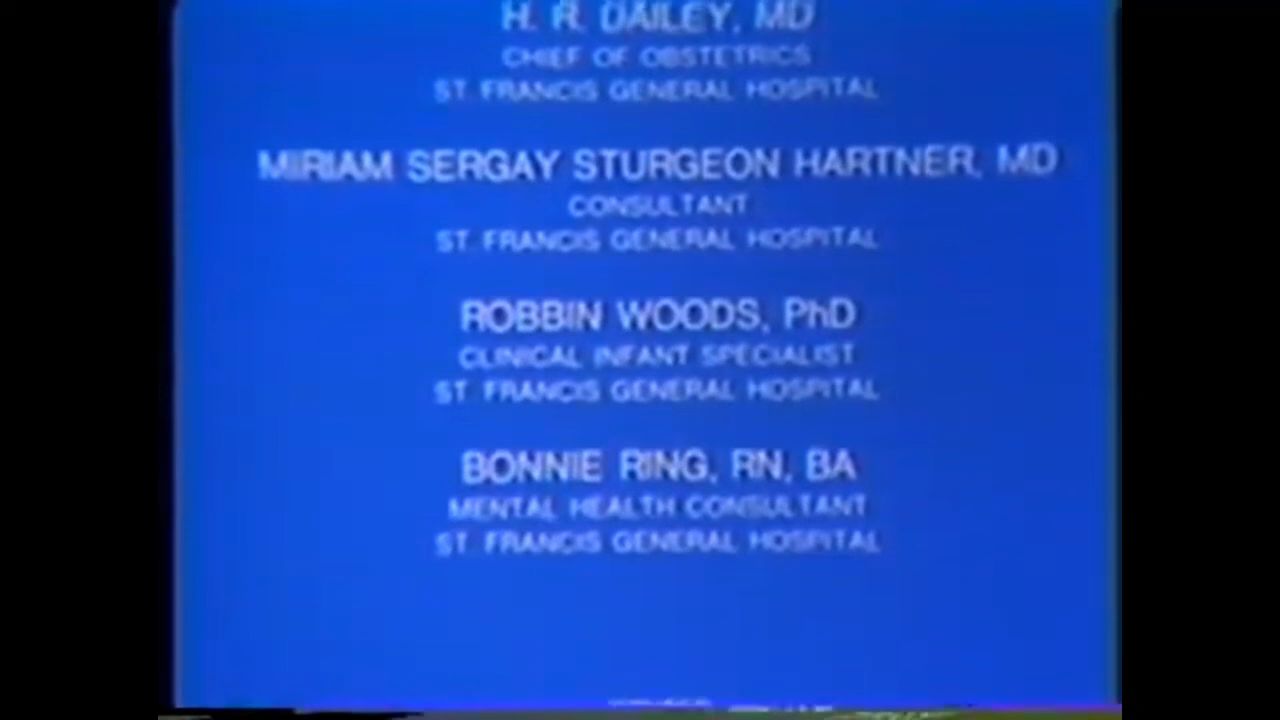 H. R. DAILEY, MD
CHIEF OF OBSTETRICS
ST. FRANCIS GENERAL HOSPITAL
MIRIAM SERGAY STURGEON HARTNER, MD
CONSULTANT
ST. FRANCIS GENERAL HOSPITAL
ROBBIN WOODS, PhD
CLINICAL INFANT SPECIALIST
ST. FRANCIS GENERAL HOSPITAL
BONNIE RING, RN, BA
MENTAL HEALTH CONSULTANT
ST. FRANCIS GENERAL HOSPITAL